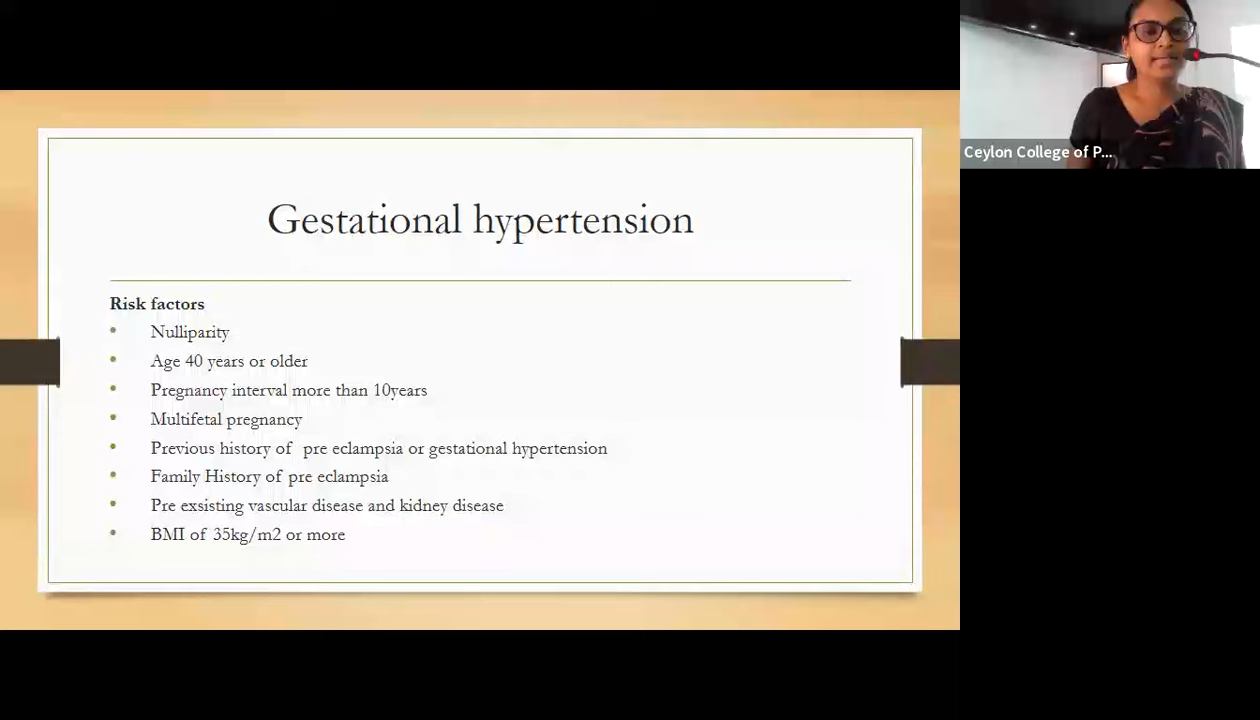 Gestational hypertension
Risk factors
• Nulliparity
• Age 40 years or older
• Pregnancy interval more than 10years
• Multifetal pregnancy
• Previous history of pre eclampsia or gestational hypertension
• Family History of pre eclampsia
• Pre exsisting vascular disease and kidney disease
• BMI of 35kg/m2 or more
Ceylon College of P...